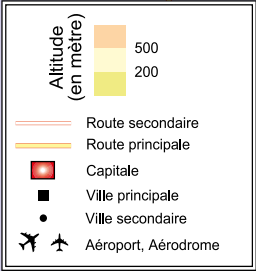 Altitude
(en mètre)
500
200
Route secondaire
Route principale
Capitale
Ville principale
Ville secondaire
Aéroport, Aérodrome